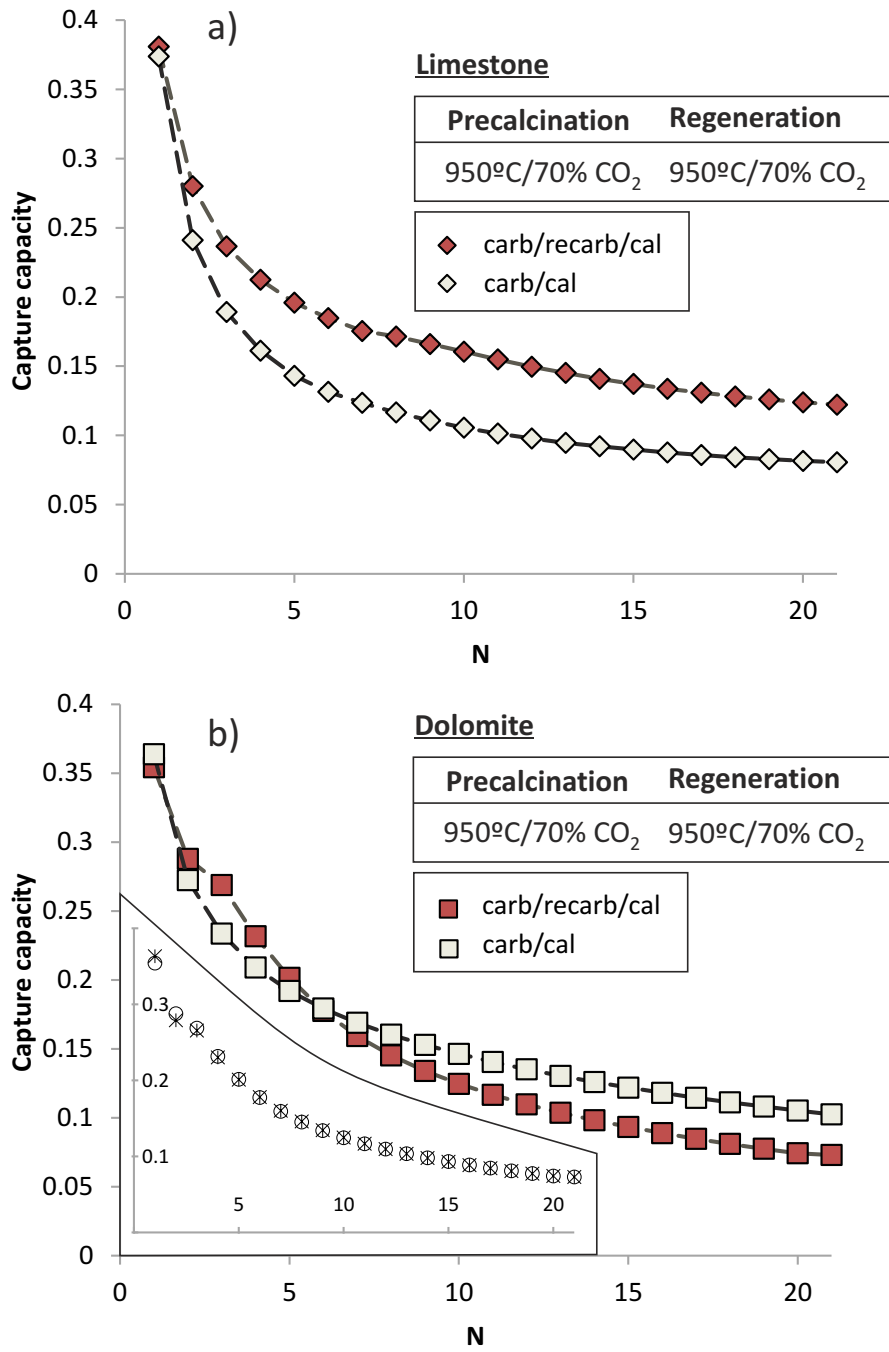 a)
Limestone
Precalcination Regeneration
950ºC/70% CO₂ 950ºC/70% CO₂
carb/recarb/cal
carb/cal
Capture capacity
0.4
0.35
0.3
0.25
0.2
0.15
0.1
0.05
0
0 5 10 15 20
N
b)
Dolomite
Precalcination Regeneration
950ºC/70% CO₂ 950ºC/70% CO₂
carb/recarb/cal
carb/cal
Capture capacity
0.4
0.35
0.3
0.25
0.2
0.15
0.1
0.05
0
0.3
0.2
0.1
5 10 15 20
0 5 10 15 20
N